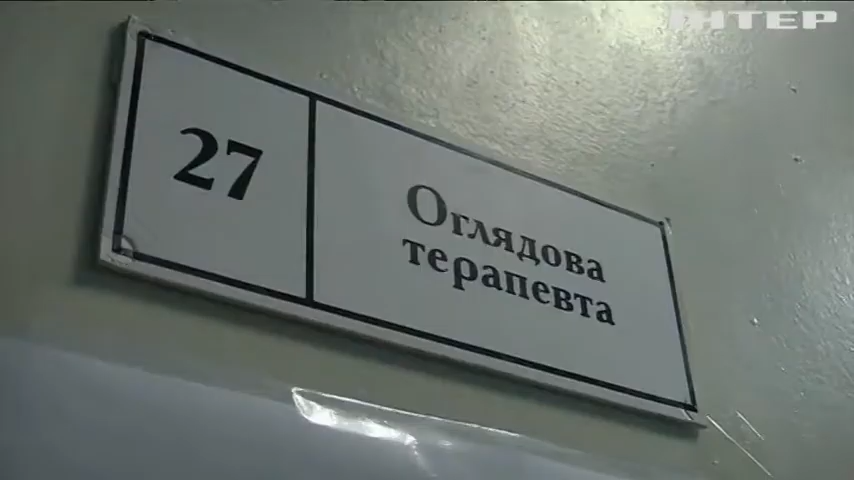 ІНТЕР
27
Оглядова
терапевта